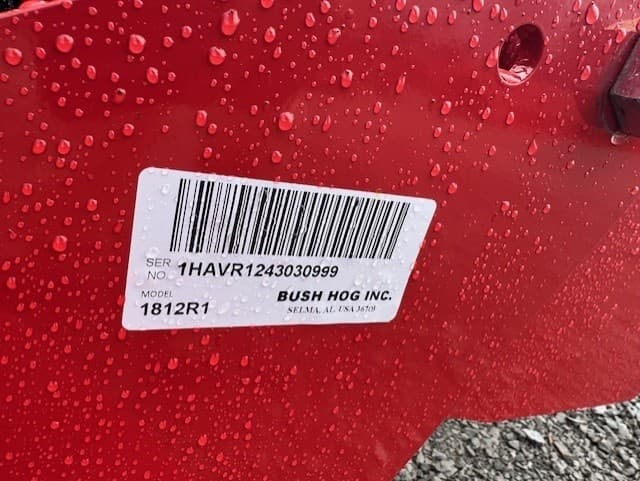 SER
NO. 1HAVR1243030999
MODEL
1812R1
BUSH HOG INC.
SELMA, AL USA 36703